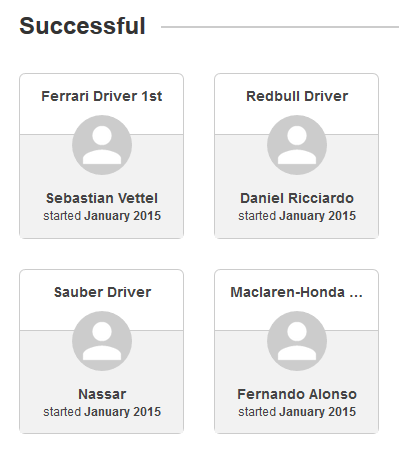 Successful
Ferrari Driver 1st
Sebastian Vettel
started January 2015
Redbull Driver
Daniel Ricciardo
started January 2015
Sauber Driver
Nassar
started January 2015
Maclaren-Honda ...
Fernando Alonso
started January 2015